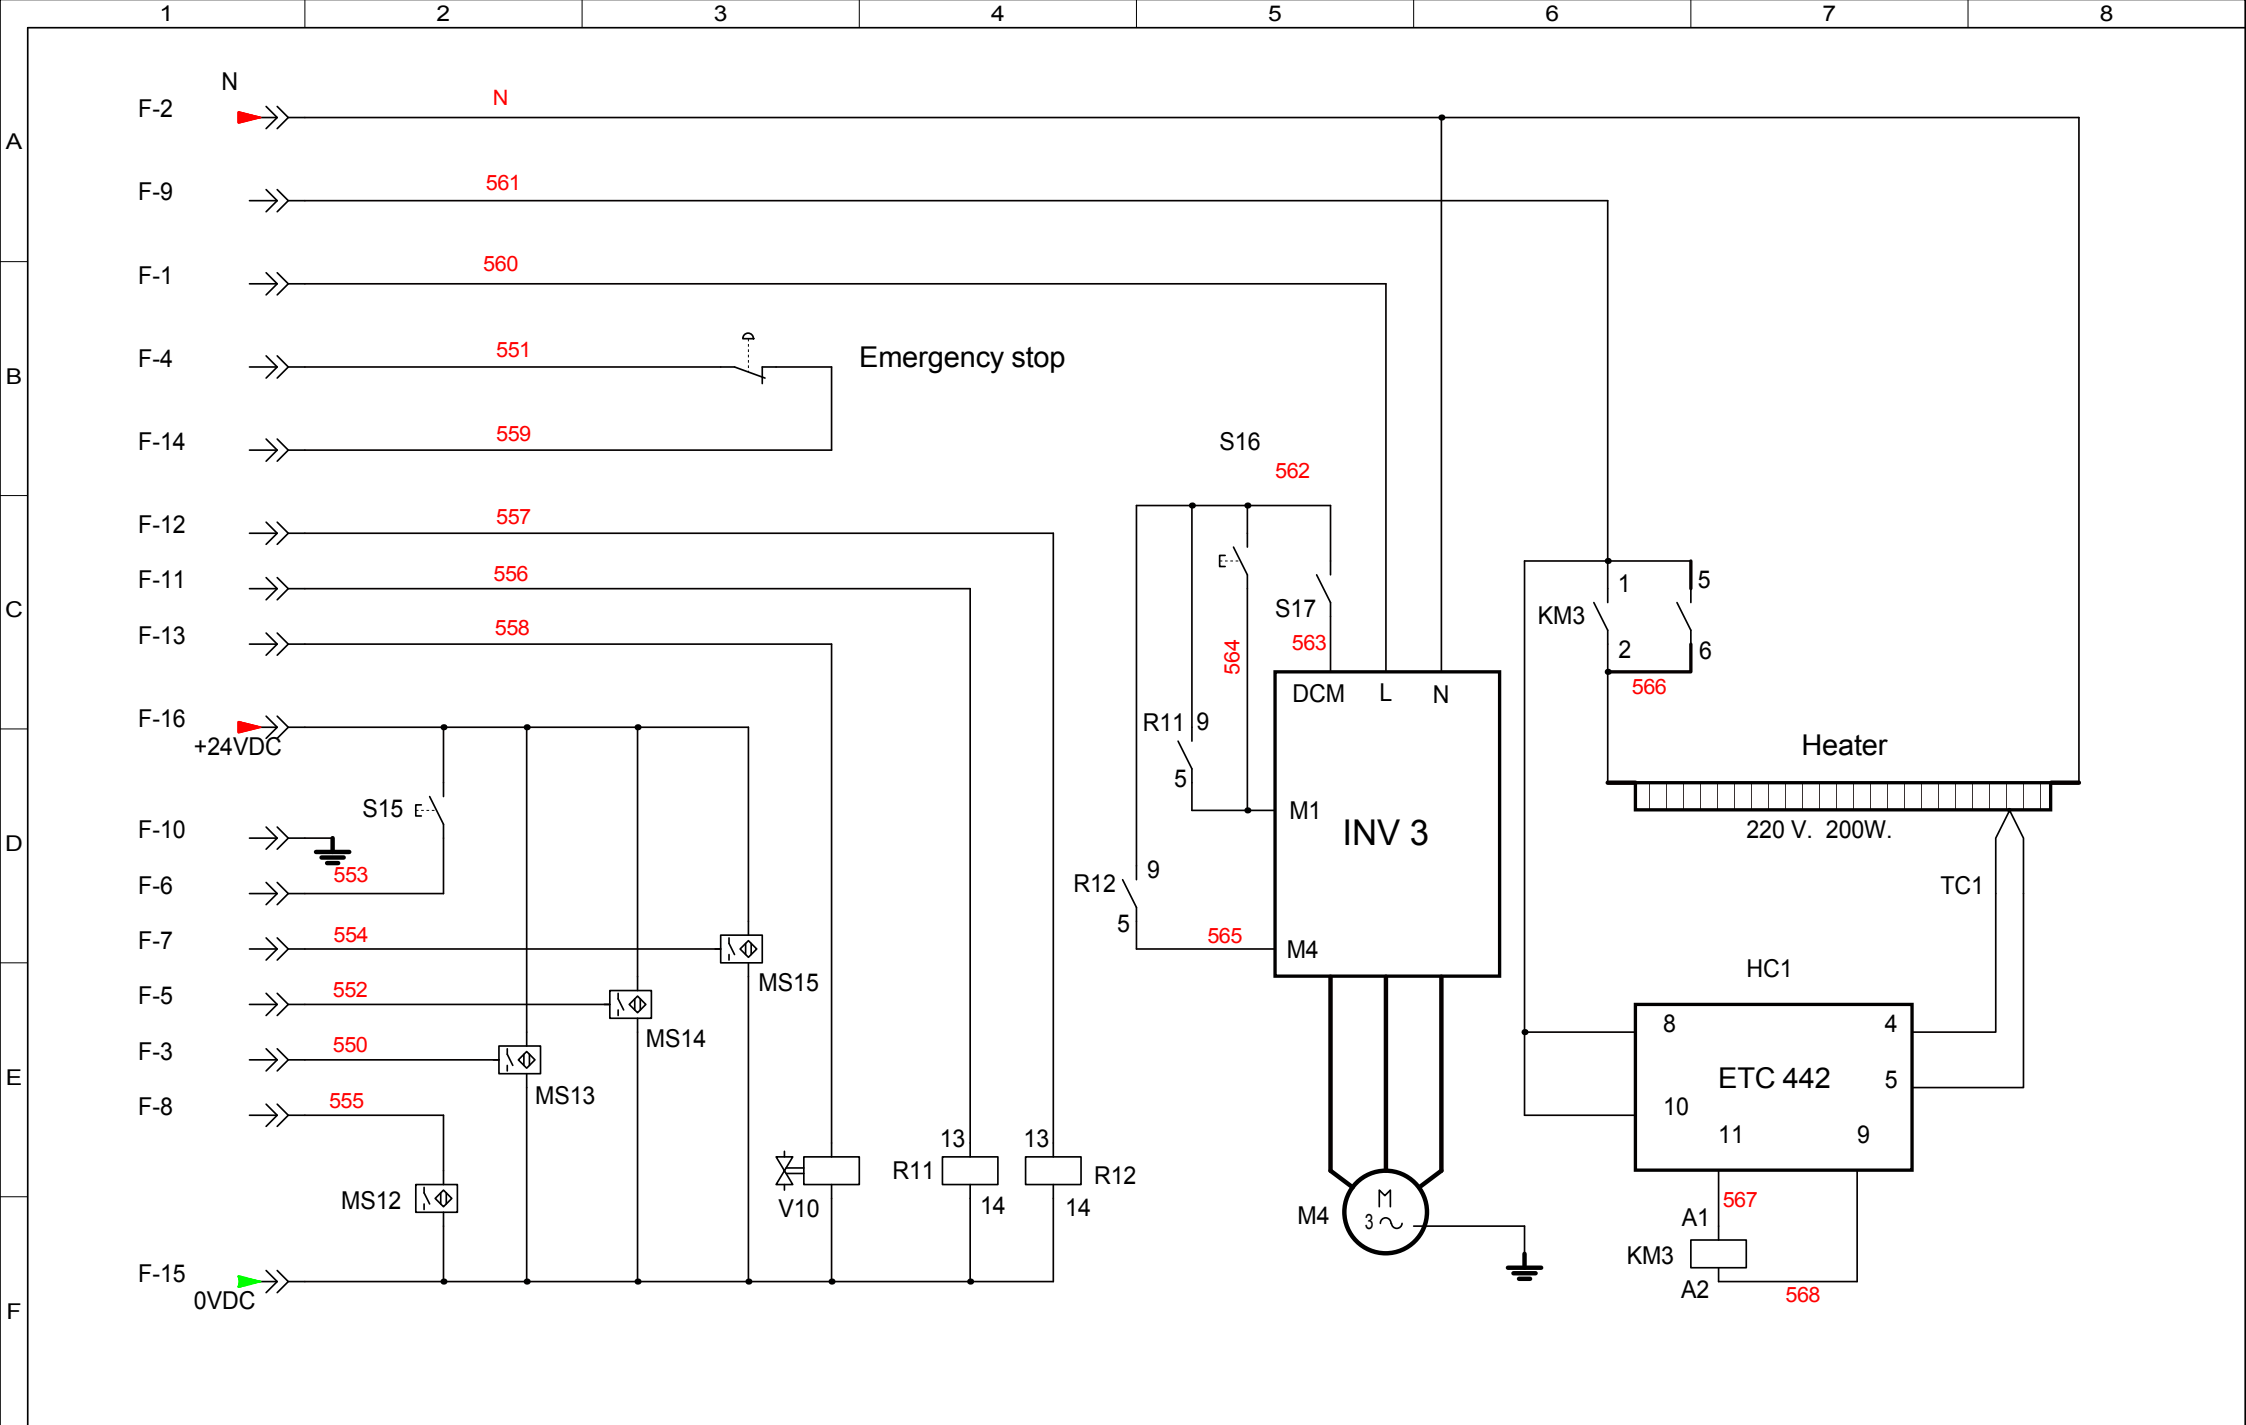 1 2 3 4 5 6 7 8
N
F-2 N
A
F-9 561
F-1 560
F-4 551 Emergency stop
B
F-14 559
S16
562
F-12 557
F-11 556
1 5
C
S17 KM3
F-13 558
563
564
2 6
566
DCM L N
F-16
+24VDC
R11 9
5
Heater
S15
M1
INV 3
220 V. 200W.
F-10
D
553
F-6
R12 9
5
TC1
F-7 554
565 M4
HC1
MS15
F-5 552
8 4
MS14
F-3 550
E
ETC 442
5
MS13
F-8 555
10
11 9
13 13
R11 R12
14 14
MS12
V10
M4
M
3
567
A1
KM3
A2
568
F-15
0VDC
F